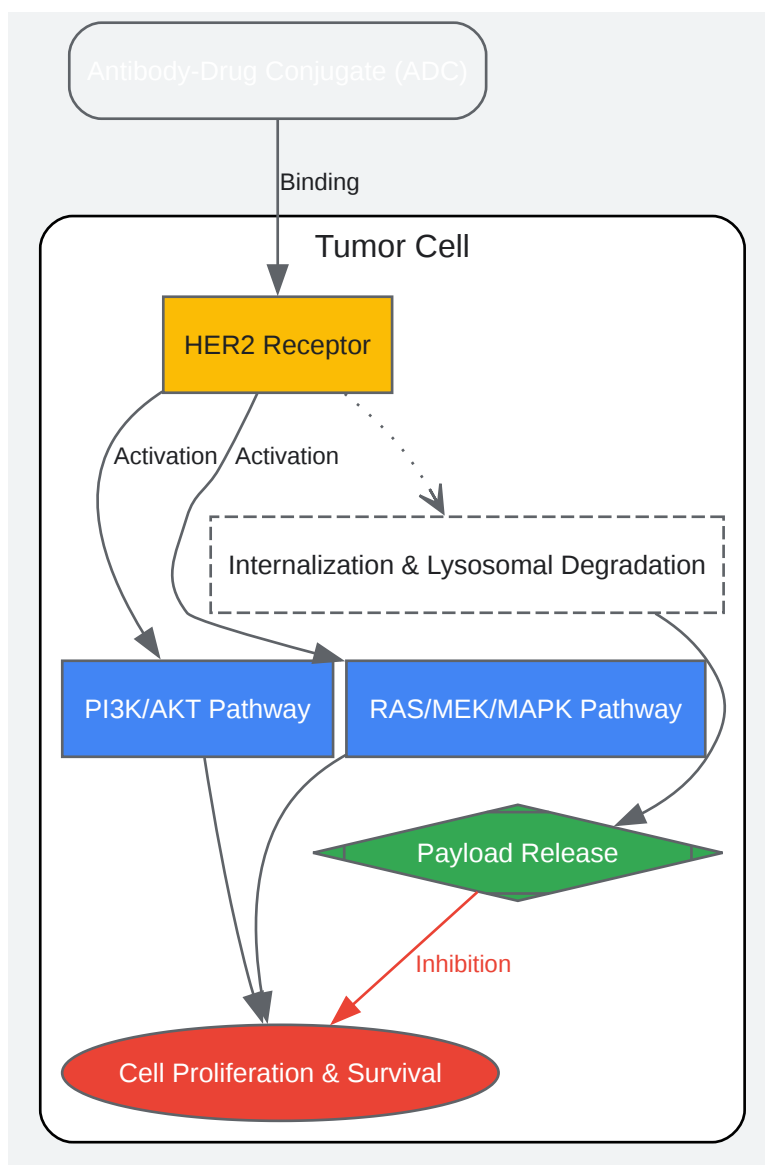 Antibody-Drug Conjugate (ADC)
Binding
Tumor Cell
HER2 Receptor
Activation
Activation
Internalization & Lysosomal Degradation
PI3K/AKT Pathway
RAS/MEK/MAPK Pathway
Payload Release
Inhibition
Cell Proliferation & Survival